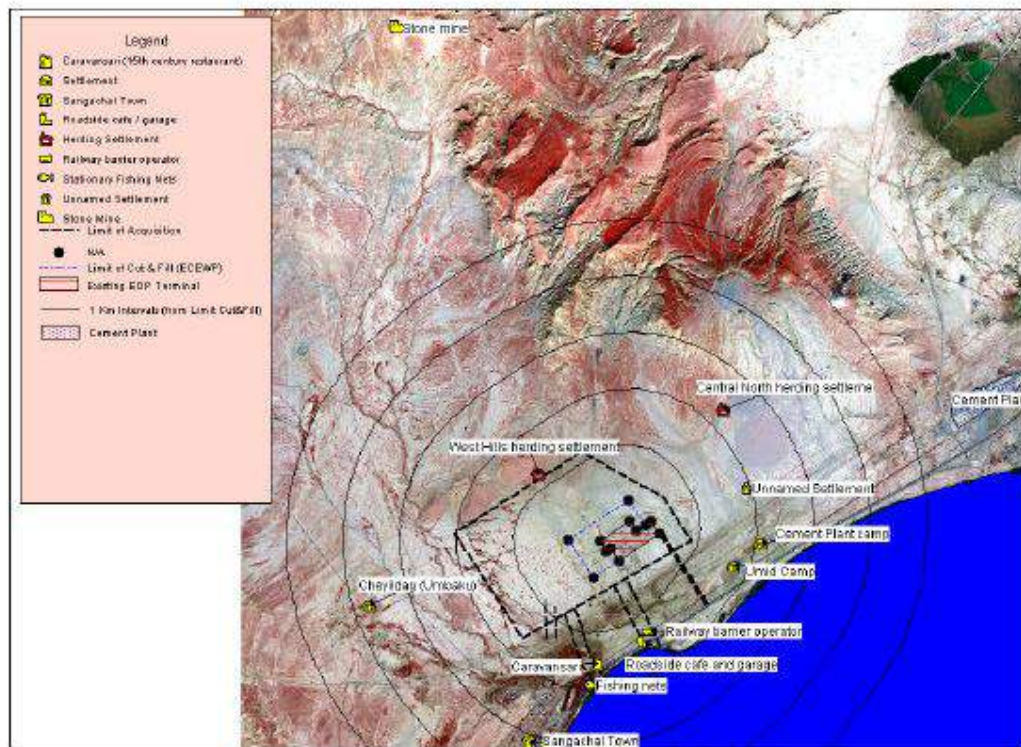 Legend
Caravansari (15th century restaurant)
Settlement
Sangachal Town
Roadside cafe / garage
Herding Settlement
Railway barrier operator
Stationary Fishing Nets
Unnamed Settlement
Stone Mine
Limit of Acquisition
N/A
Limit of Cut & Fill (ECEWP)
Existing EOP Terminal
1 Km Intervals (from Limit Cut&Fill)
Cement Plant
Stone mine
Central North herding settleme
Cement Plan
West Hills herding settlement
Unnamed Settlement
Cement Plant camp
Umid Camp
Cheyildag (Umbaku)
Railway barrier operator
Caravansari
Roadside cafe and garage
Fishing nets
Sangachal Town